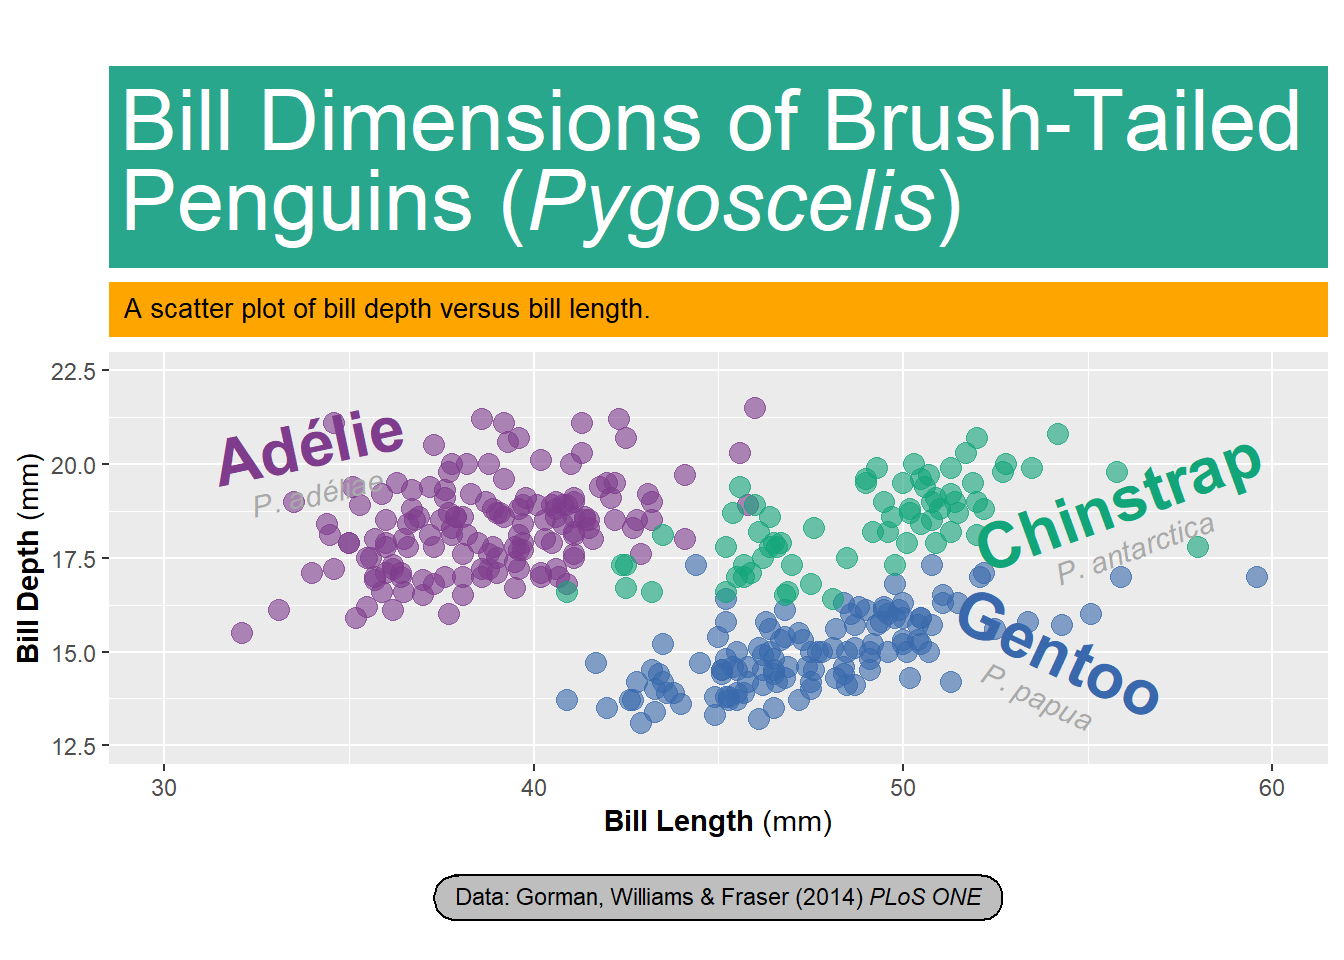 Bill Dimensions of Brush-Tailed
Penguins (Pygoscelis)
A scatter plot of bill depth versus bill length.
22.5
20.0
17.5
15.0
12.5
Bill Depth (mm)
Adélie
P. adéliae
Chinstrap
P. antarctica
Gentoo
P. papua
30 40 50 60
Bill Length (mm)
Data: Gorman, Williams & Fraser (2014) PLoS ONE